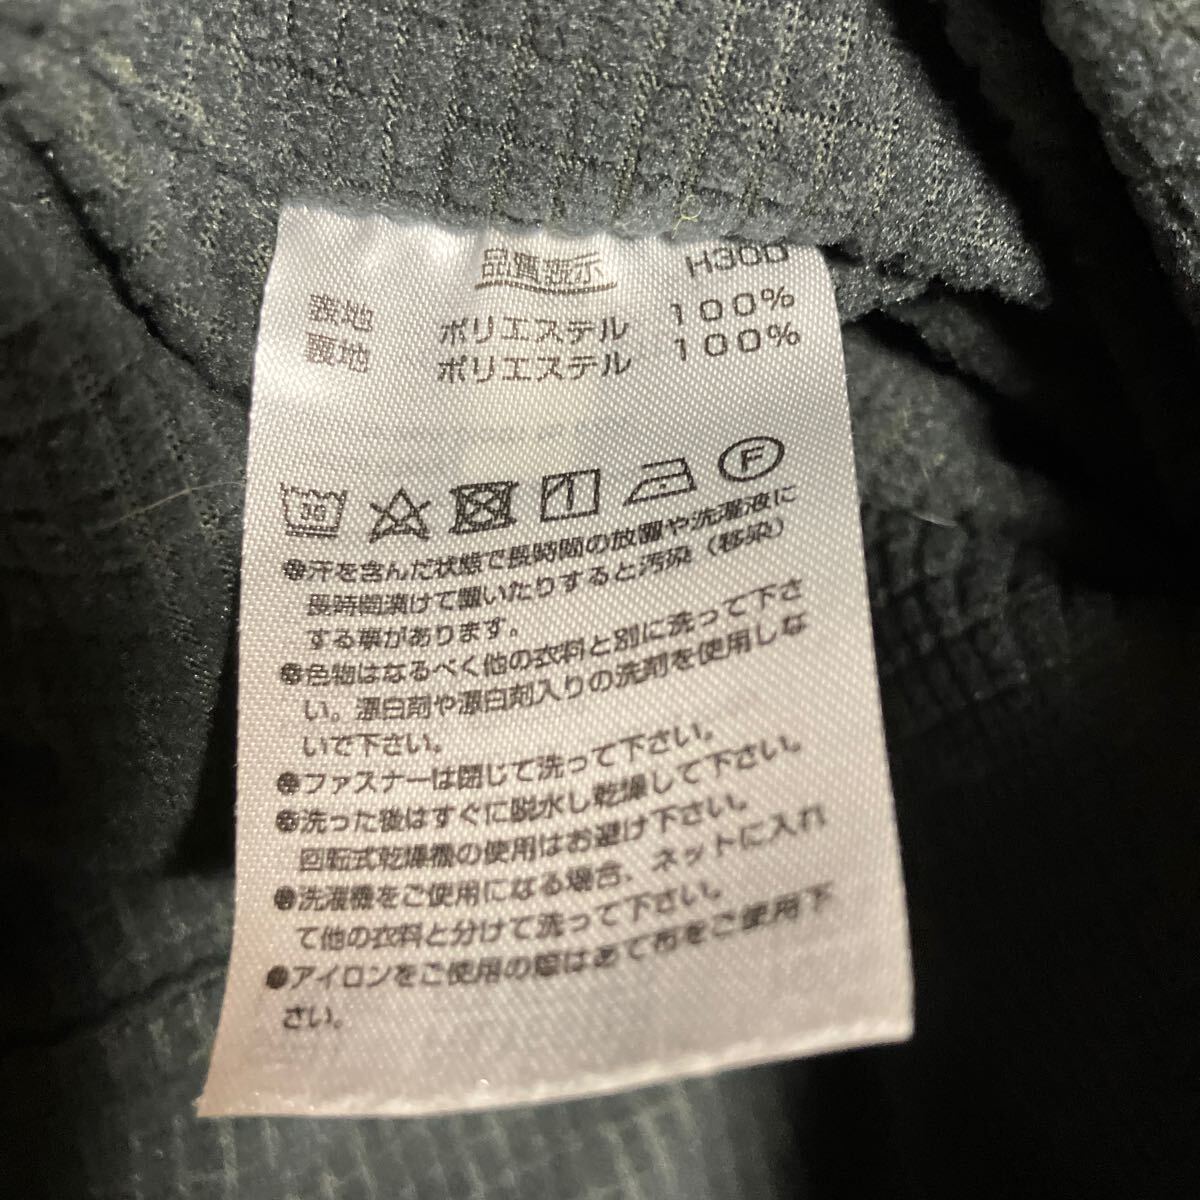 品質表示 H300
表地 ポリエステル 100%
裏地 ポリエステル 100%
30 F
●汗を含んだ状態で長時間の放置や洗濯液に
長時間漬けて置いたりすると汚染(移染)
する事があります。
●色物はなるべく他の衣料と別に洗って下さ
い。漂白剤や漂白剤入りの洗剤を使用しな
いで下さい。
●ファスナーは閉じて洗って下さい。
●洗った後はすぐに脱水し乾燥して下さい。
回転式乾燥機の使用はお避け下さい。
●洗濯機をご使用になる場合、ネットに入れ
て他の衣料と分けて洗って下さい。
●アイロンをご使用の際はあて布をご使用下
さい。